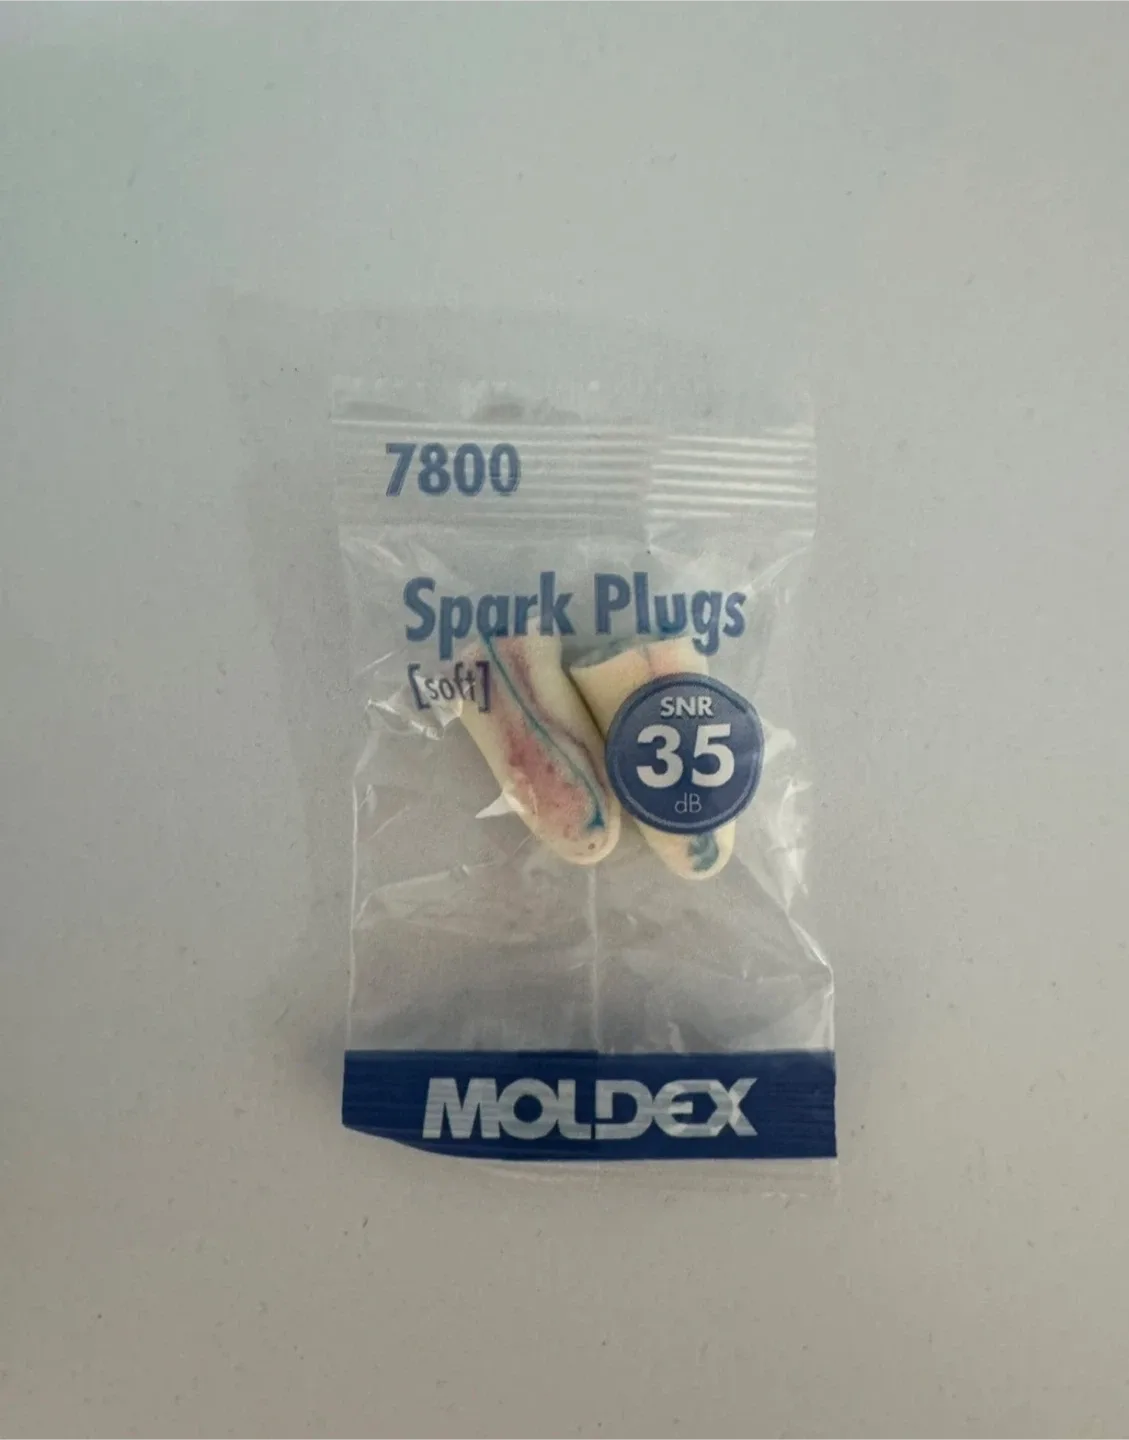 7800
Spark Plugs
[soft]
SNR
35
dB
MOLDEX